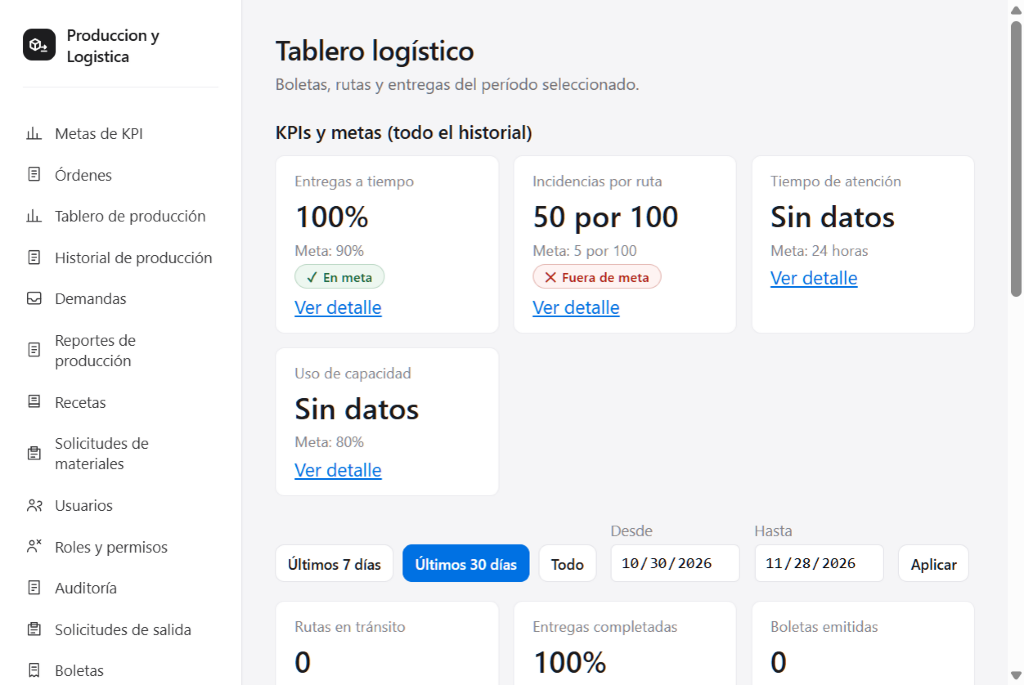 Produccion y
Logistica
Metas de KPI
Órdenes
Tablero de producción
Historial de producción
Demandas
Reportes de
producción
Recetas
Solicitudes de
materiales
Usuarios
Roles y permisos
Auditoría
Solicitudes de salida
Boletas
Tablero logístico
Boletas, rutas y entregas del período seleccionado.
KPIs y metas (todo el historial)
Entregas a tiempo
100%
Meta: 90%
✓ En meta
Ver detalle
Incidencias por ruta
50 por 100
Meta: 5 por 100
✕ Fuera de meta
Ver detalle
Tiempo de atención
Sin datos
Meta: 24 horas
Ver detalle
Uso de capacidad
Sin datos
Meta: 80%
Ver detalle
Últimos 7 días
Últimos 30 días
Todo
Desde
10/30/2026
Hasta
11/28/2026
Aplicar
Rutas en tránsito
0
Entregas completadas
100%
Boletas emitidas
0